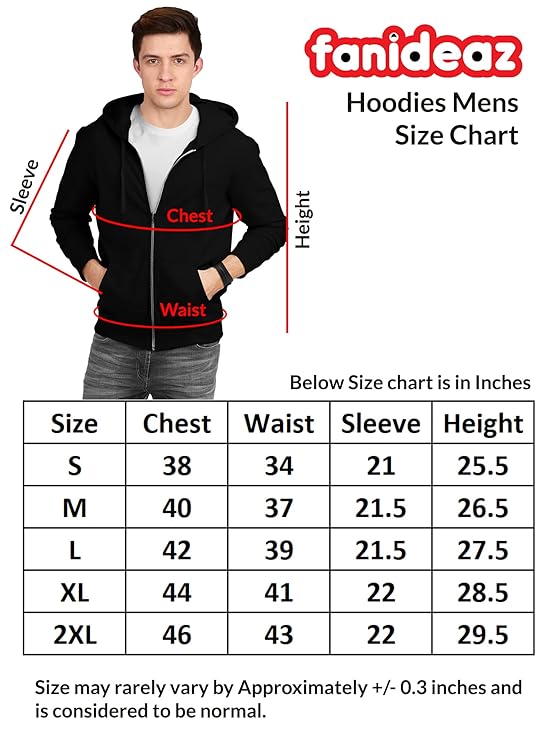 fanideaz
Hoodies Mens
Size Chart
Sleeve
Chest
Height
Waist
Below Size chart is in Inches
Size Chest Waist Sleeve Height
S 38 34 21 25.5
M 40 37 21.5 26.5
L 42 39 21.5 27.5
XL 44 41 22 28.5
2XL 46 43 22 29.5
Size may rarely vary by Approximately +/- 0.3 inches and
is considered to be normal.